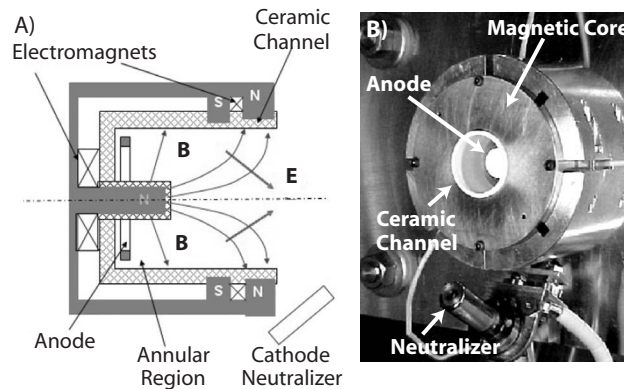 A)
Electromagnets
Ceramic
Channel
S
N
B
E
N
B
S
N
Anode
Annular
Region
Cathode
Neutralizer
B)
Magnetic Core
Anode
Ceramic
Channel
Neutralizer